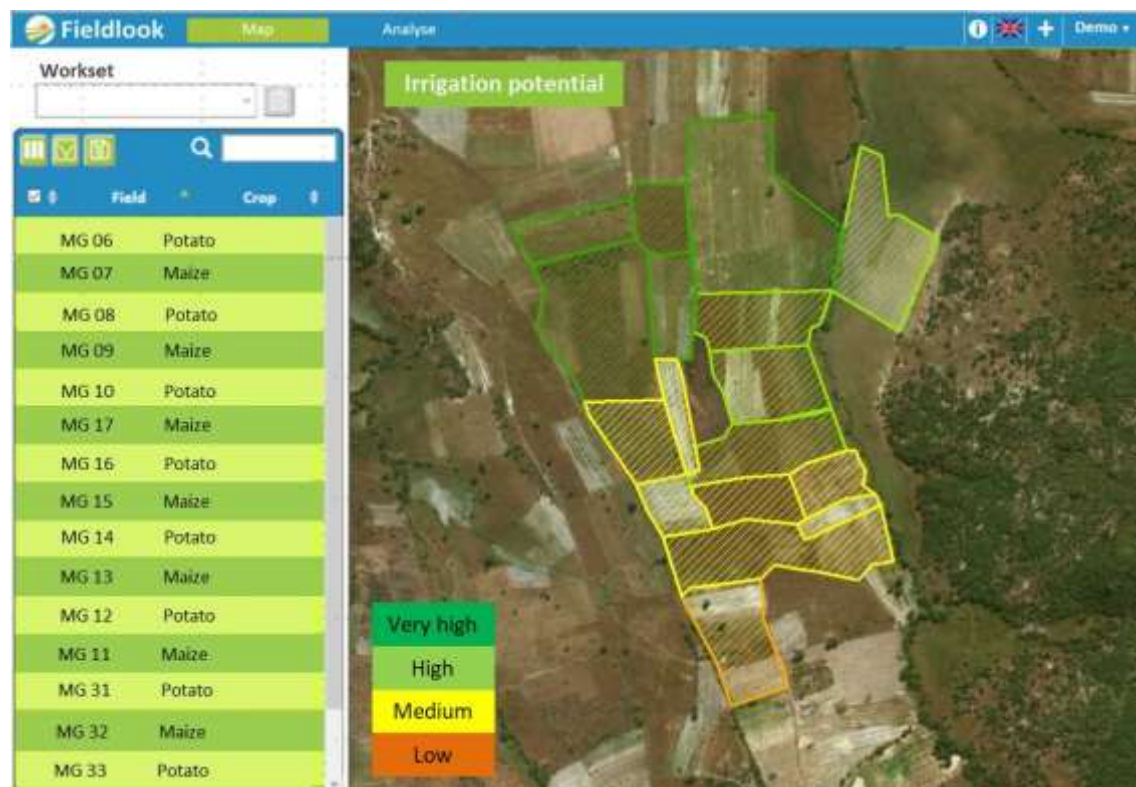 Fieldlook Map Analyse Demo
Workset
Irrigation potential
Field Crop
MG 06 Potato
MG 07 Maize
MG 08 Potato
MG 09 Maize
MG 10 Potato
MG 17 Maize
MG 16 Potato
MG 15 Maize
MG 14 Potato
MG 13 Maize
MG 12 Potato
MG 11 Maize
MG 31 Potato
MG 32 Maize
MG 33 Potato
Very high
High
Medium
Low